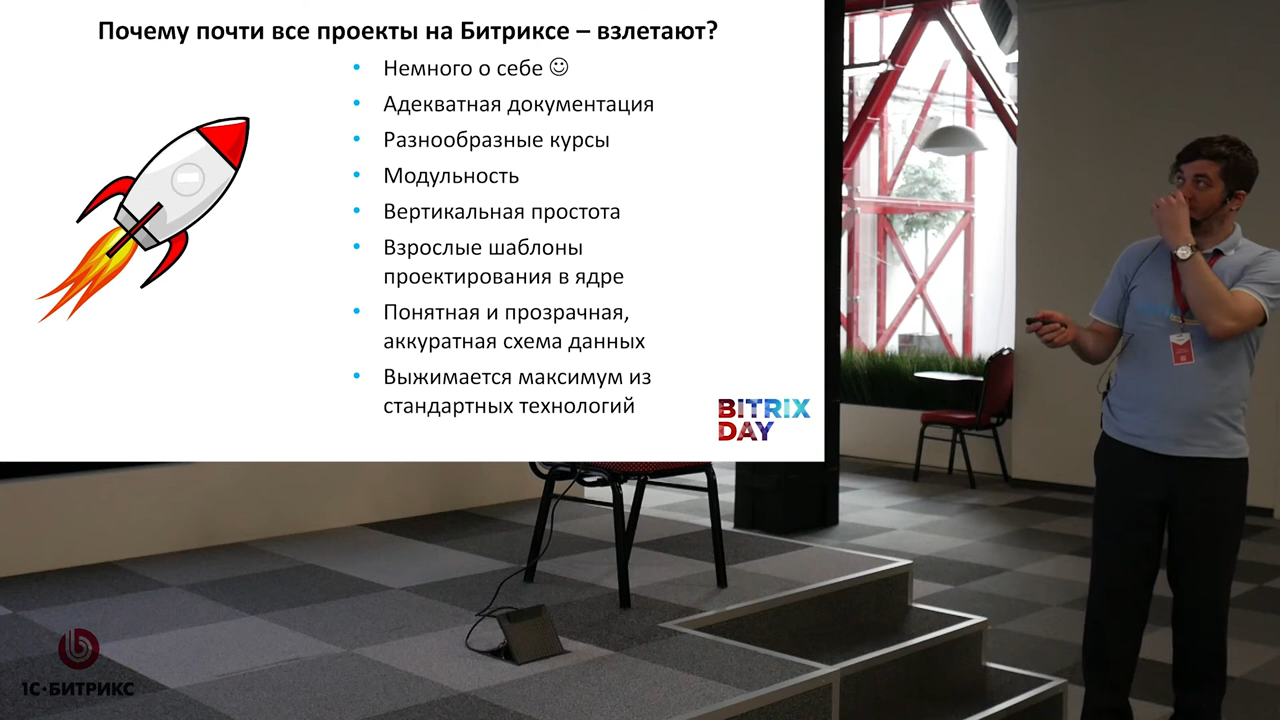 Почему почти все проекты на Битриксе – взлетают?
• Немного о себе ☺
• Адекватная документация
• Разнообразные курсы
• Модульность
• Вертикальная простота
• Взрослые шаблоны
проектирования в ядре
• Понятная и прозрачная,
аккуратная схема данных
• Выжимается максимум из
стандартных технологий
BITRIX
DAY
1С·БИТРИКС